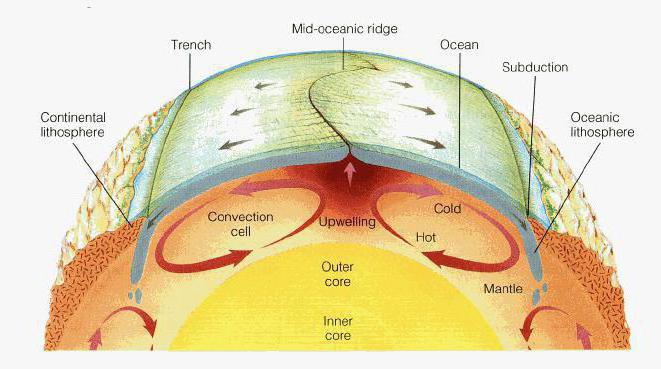 Mid-oceanic ridge
Trench
Ocean
Subduction
Continental
lithosphere
Oceanic
lithosphere
Convection
cell
Upwelling
Cold
Hot
Outer
core
Mantle
Inner
core